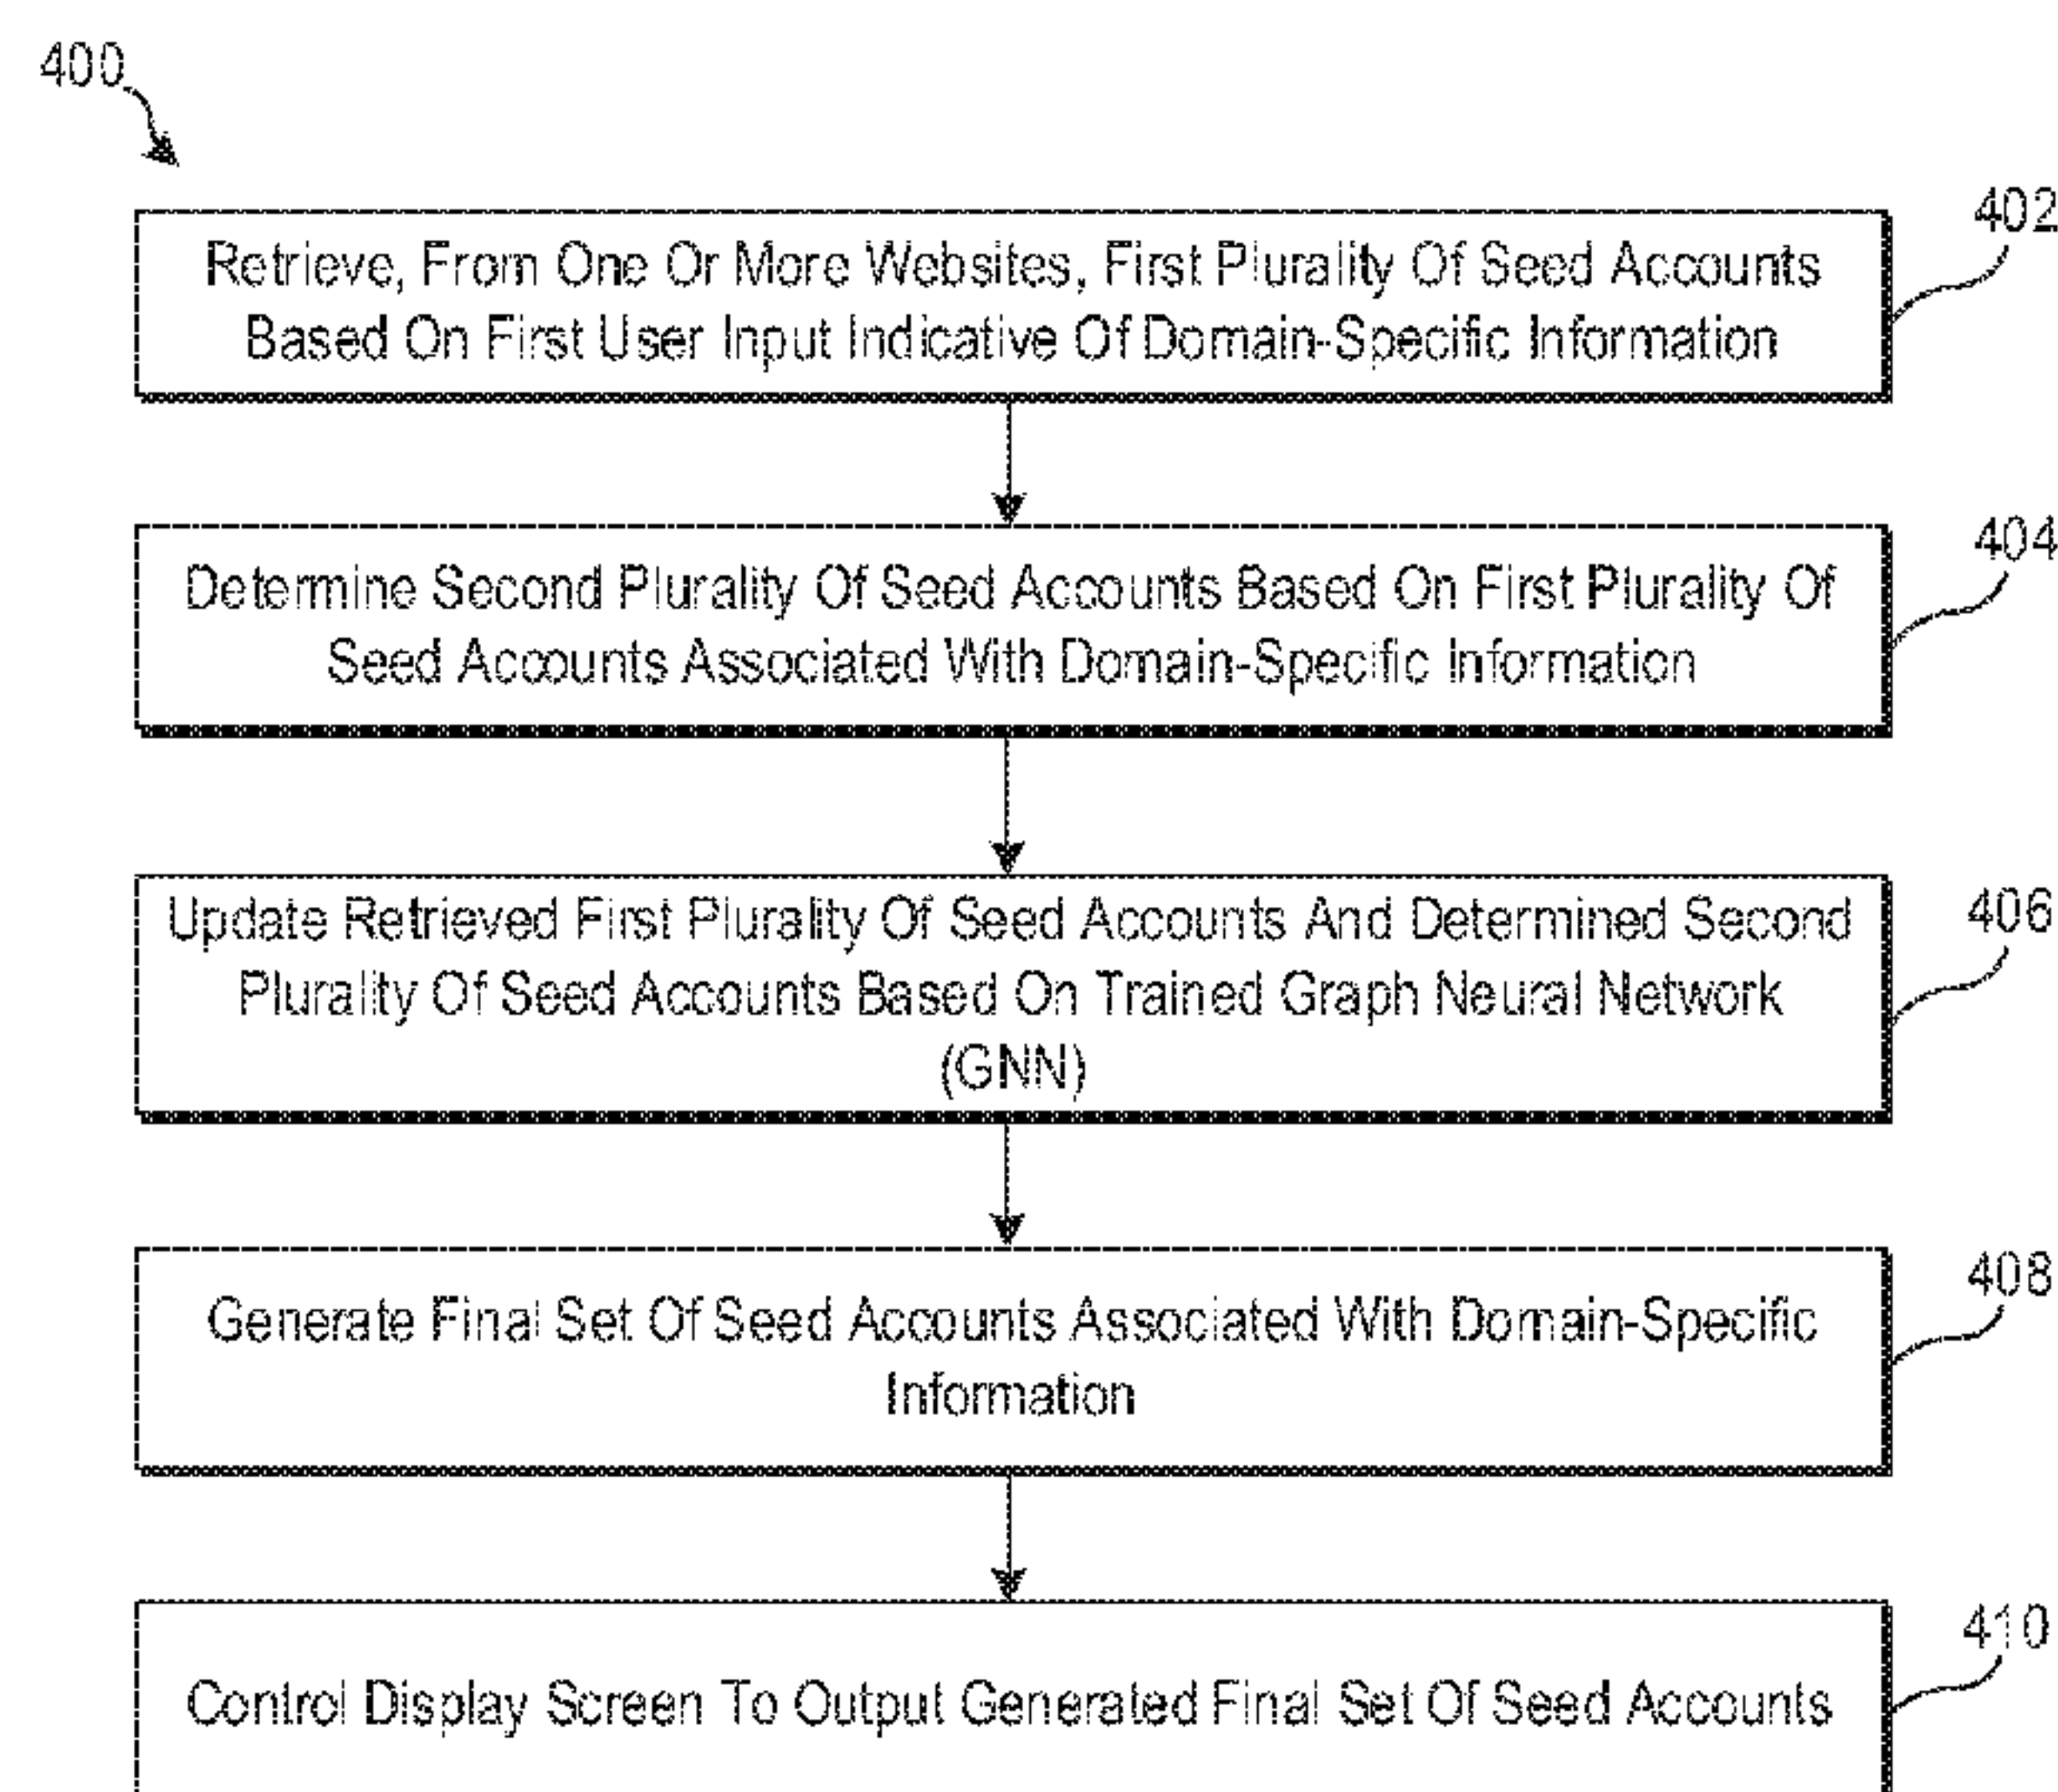 400
402
Retrieve, From One Or More Websites, First Plurality Of Seed Accounts
Based On First User Input Indicative Of Domain-Specific Information
404
Determine Second Plurality Of Seed Accounts Based On First Plurality Of
Seed Accounts Associated With Domain-Specific Information
406
Update Retrieved First Plurality Of Seed Accounts And Determined Second
Plurality Of Seed Accounts Based On Trained Graph Neural Network
(GNN)
408
Generate Final Set Of Seed Accounts Associated With Domain-Specific
Information
410
Control Display Screen To Output Generated Final Set Of Seed Accounts